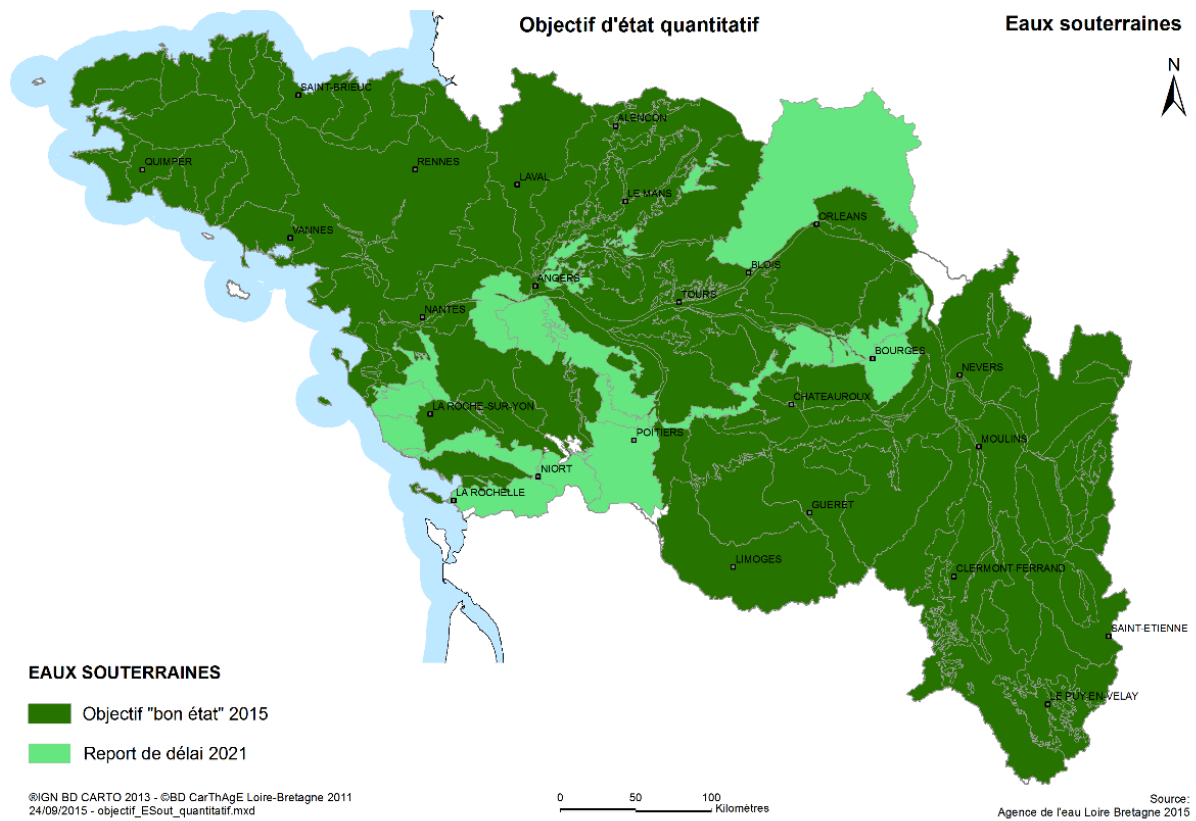 Objectif d'état quantitatif
Eaux souterraines
N
SAINT-BRIEUC
ALENCON
QUIMPER
RENNES
LAVAL
LE MANS
ORLEANS
VANNES
BLOIS
ANGERS
TOURS
NANTES
BOURGES
NEVERS
CHATEAUROUX
LA ROCHE-SUR-YON
POITIERS
MOULINS
NIORT
LA ROCHELLE
GUERET
LIMOGES
CLERMONT-FERRAND
SAINT-ETIENNE
LE PUY-EN-VELAY
EAUX SOUTERRAINES
Objectif "bon état" 2015
Report de délai 2021
©IGN BD CARTO 2013 - ©BD CarThAgE Loire-Bretagne 2011
24/09/2015 - objectif_ESout_quantitatif.mxd
0 50 100
Kilomètres
Source:
Agence de l'eau Loire Bretagne 2015